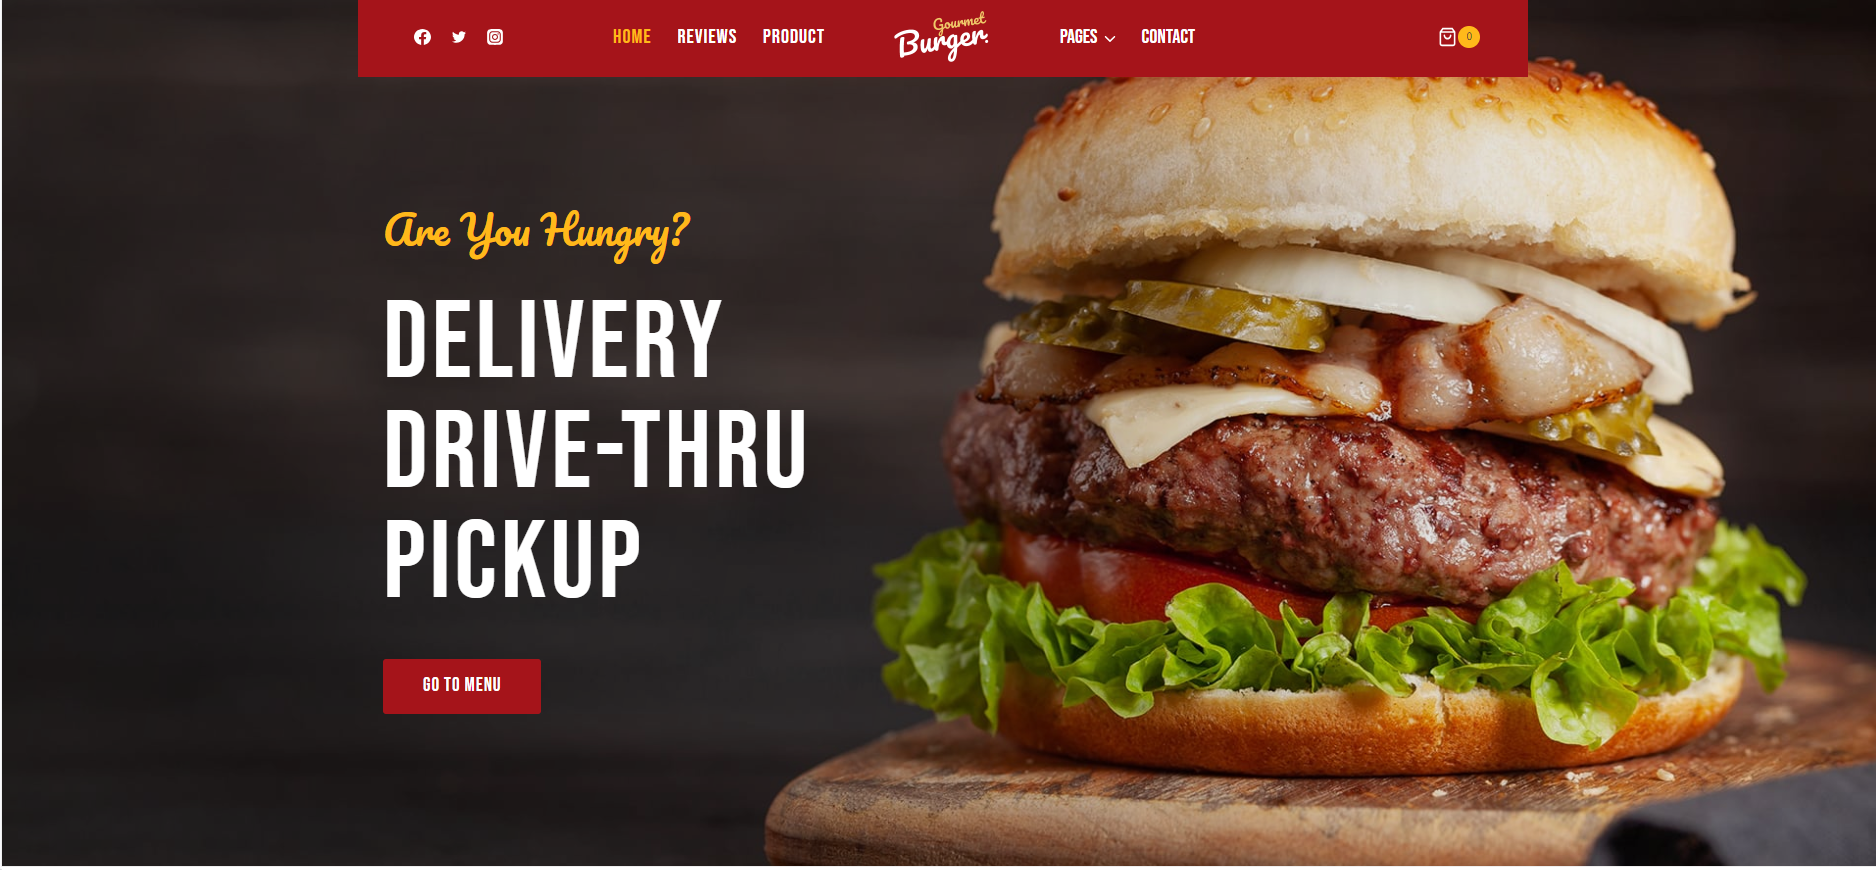 HOME REVIEWS PRODUCT Gourmet Burger. PAGES CONTACT 0
Are You Hungry?
DELIVERY
DRIVE-THRU
PICKUP
GO TO MENU